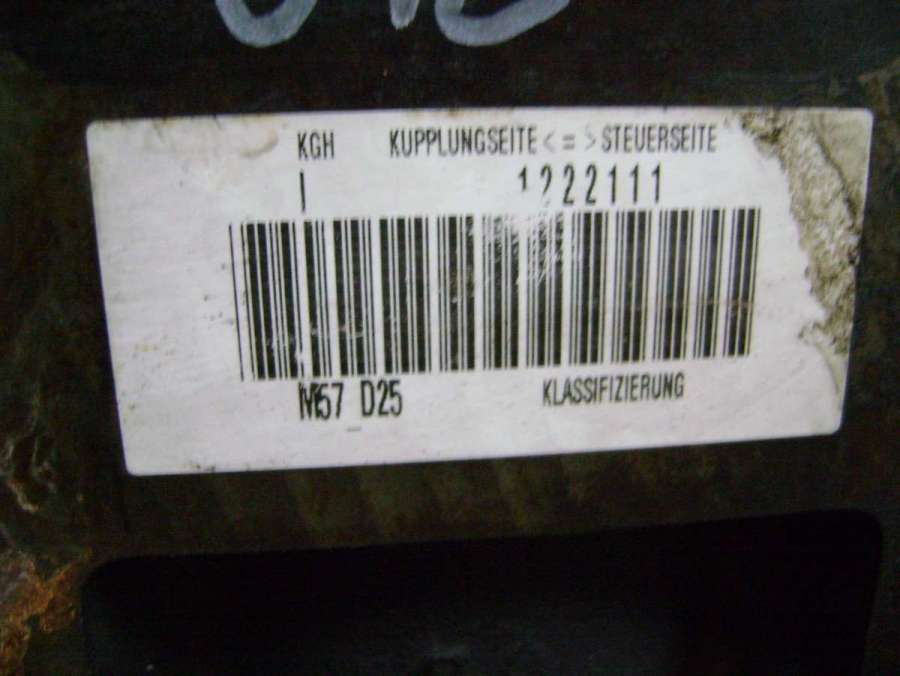 KGH KUPPLUNGSEITE < = > STEUERSEITE
I 1222111
M57 D25 KLASSIFIZIERUNG